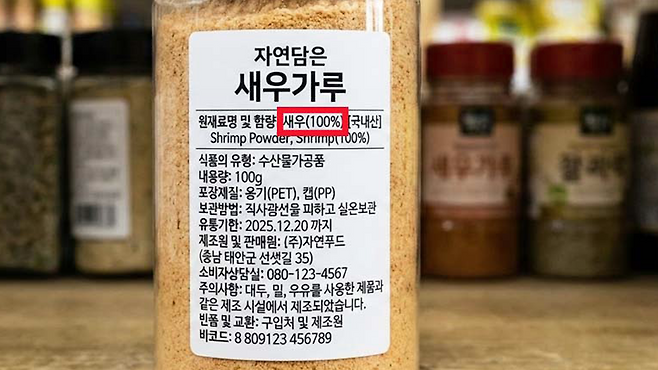 자연담은
새우가루
원재료명 및 함량: 새우(100%) [국내산]
Shrimp Powder, Shrimp(100%)
식품의 유형: 수산물가공품
내용량: 100g
포장제질: 옹기(PET), 캡(PP)
보관방법: 직사광선을 피하고 실온보관
유통기한: 2025.12.20 까지
제조원 및 판매원: (주)자연푸드
(충남 태안군 선샛길 35)
소비자상담실: 080-123-4567
주의사항: 대두, 밀, 우유를 사용한 제품과
같은 제조 시설에서 제조되었습니다.
빈품 및 교환: 구입처 및 제조원
비코드: 8 809123 456789
새우가루